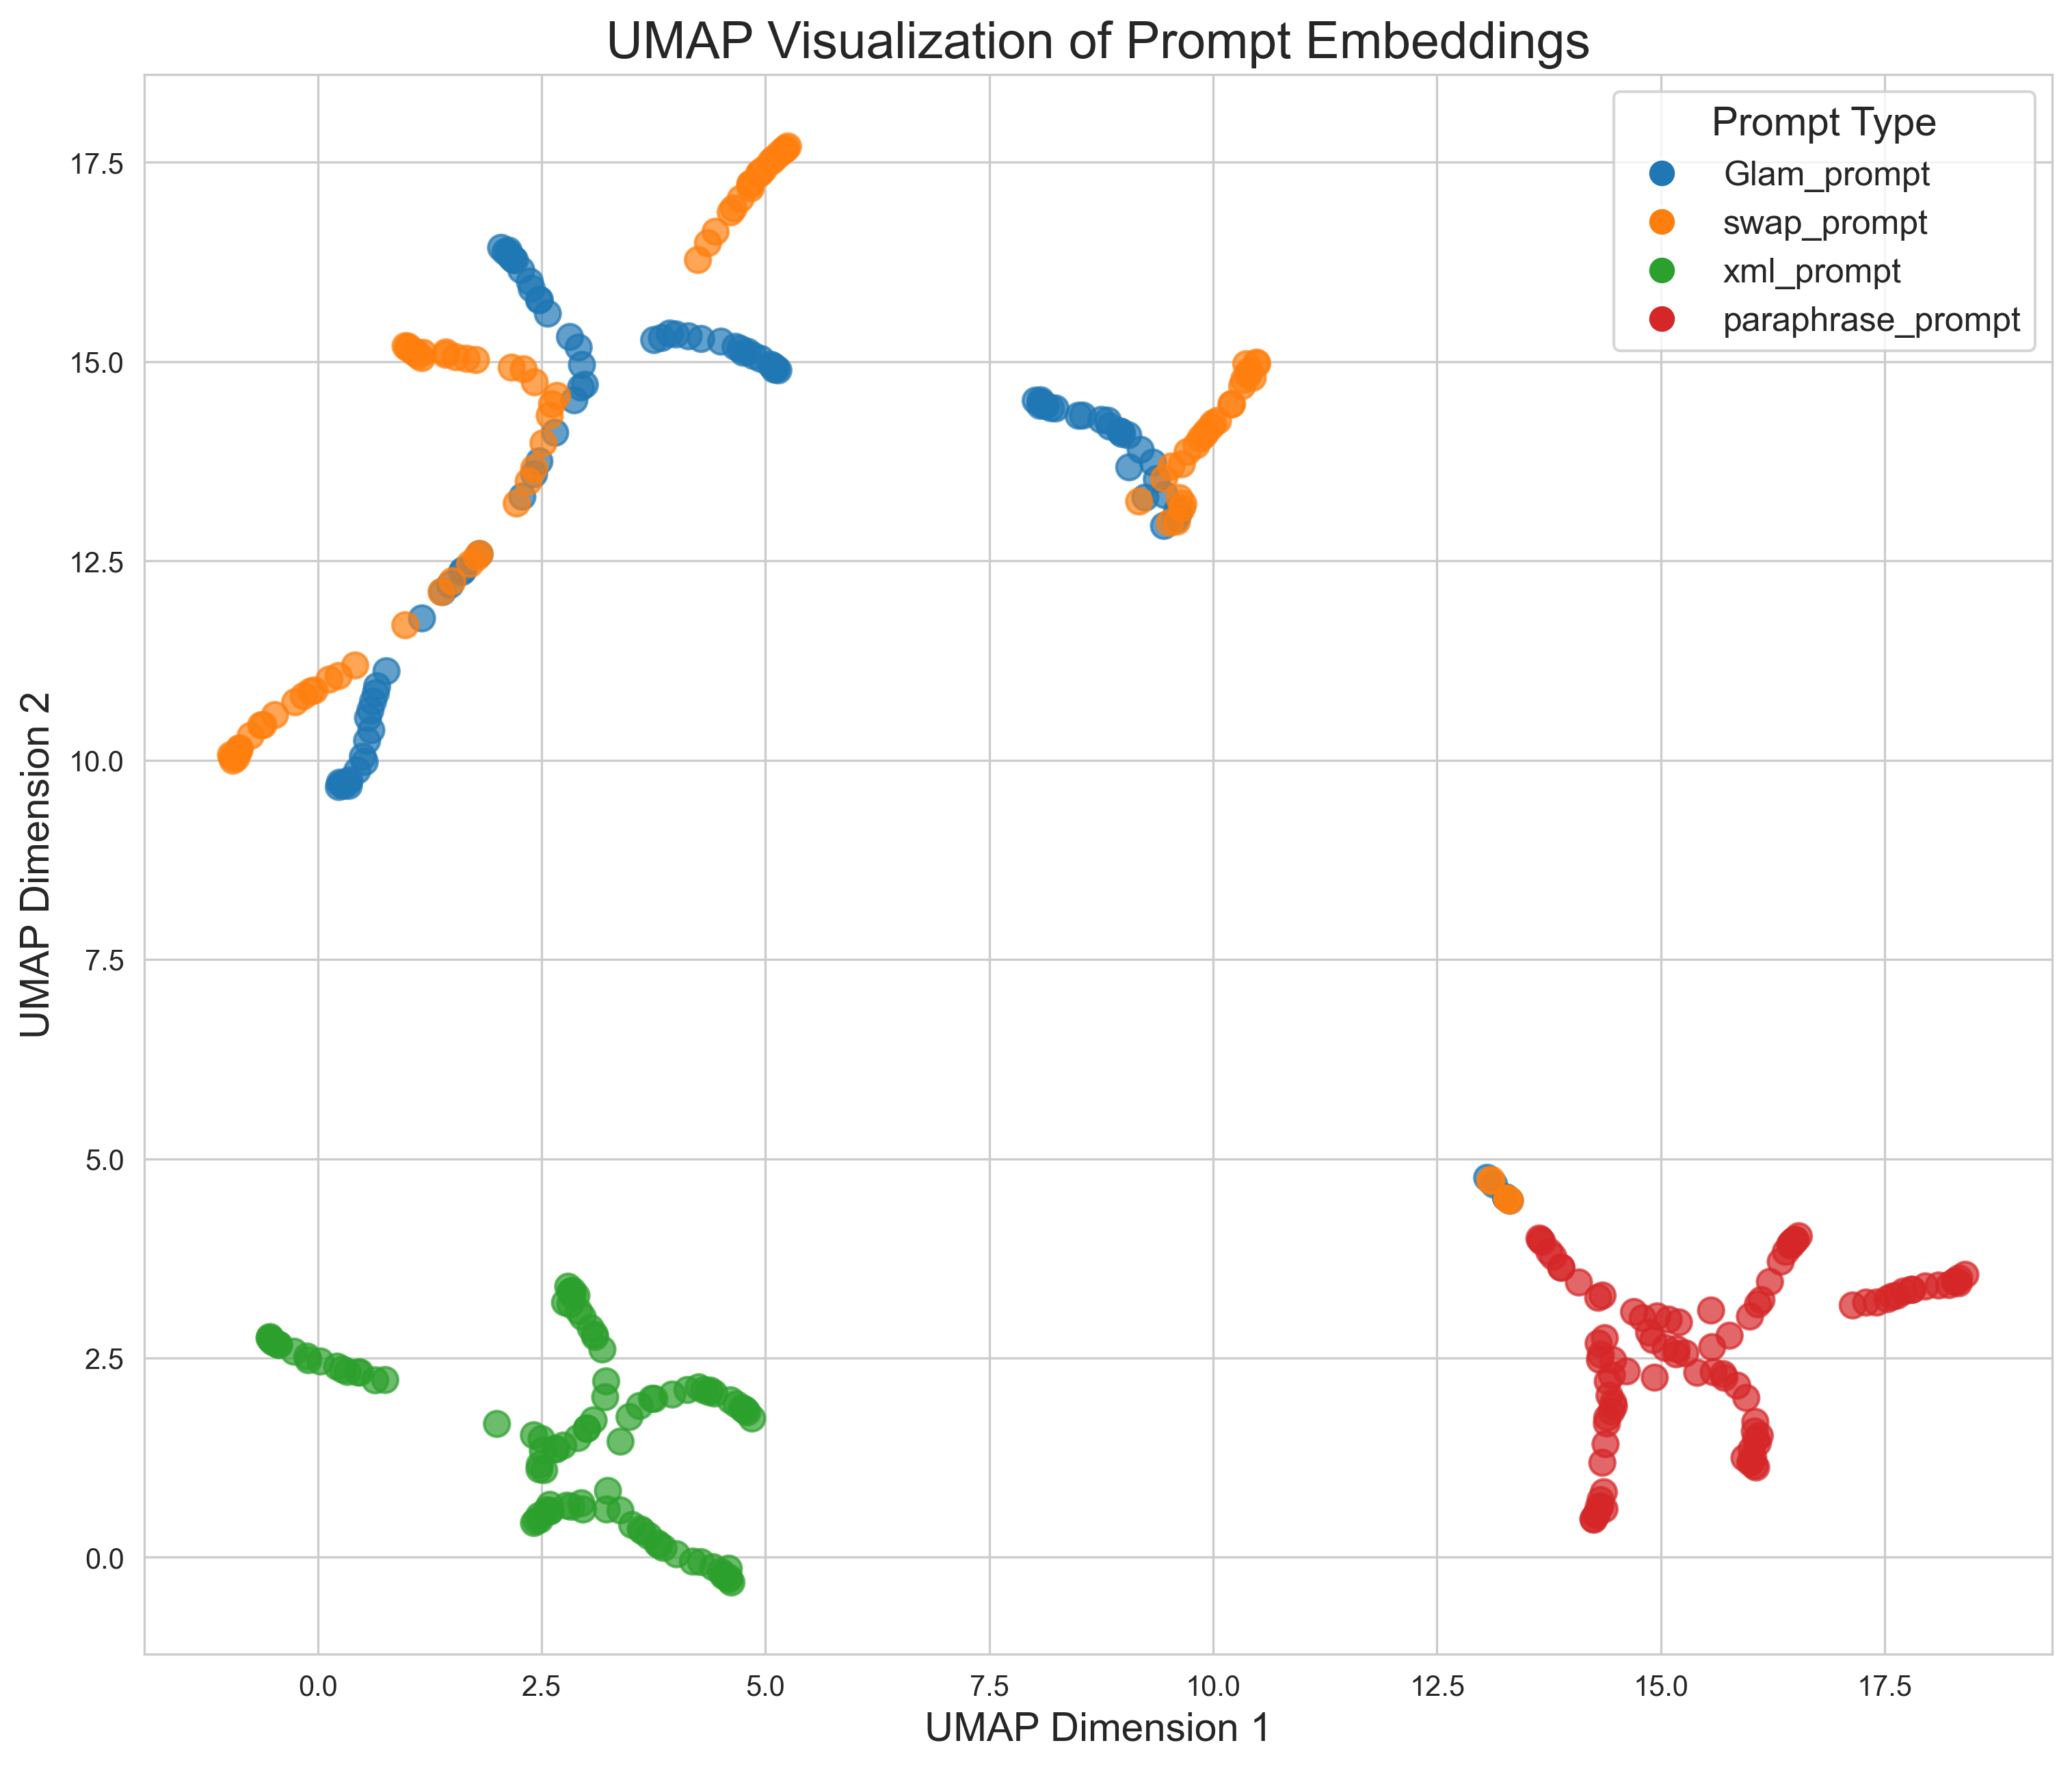 UMAP Visualization of Prompt Embeddings
Prompt Type
Glam_prompt
swap_prompt
xml_prompt
paraphrase_prompt
UMAP Dimension 2
17.5
15.0
12.5
10.0
7.5
5.0
2.5
0.0
0.0 2.5 5.0 7.5 10.0 12.5 15.0 17.5
UMAP Dimension 1